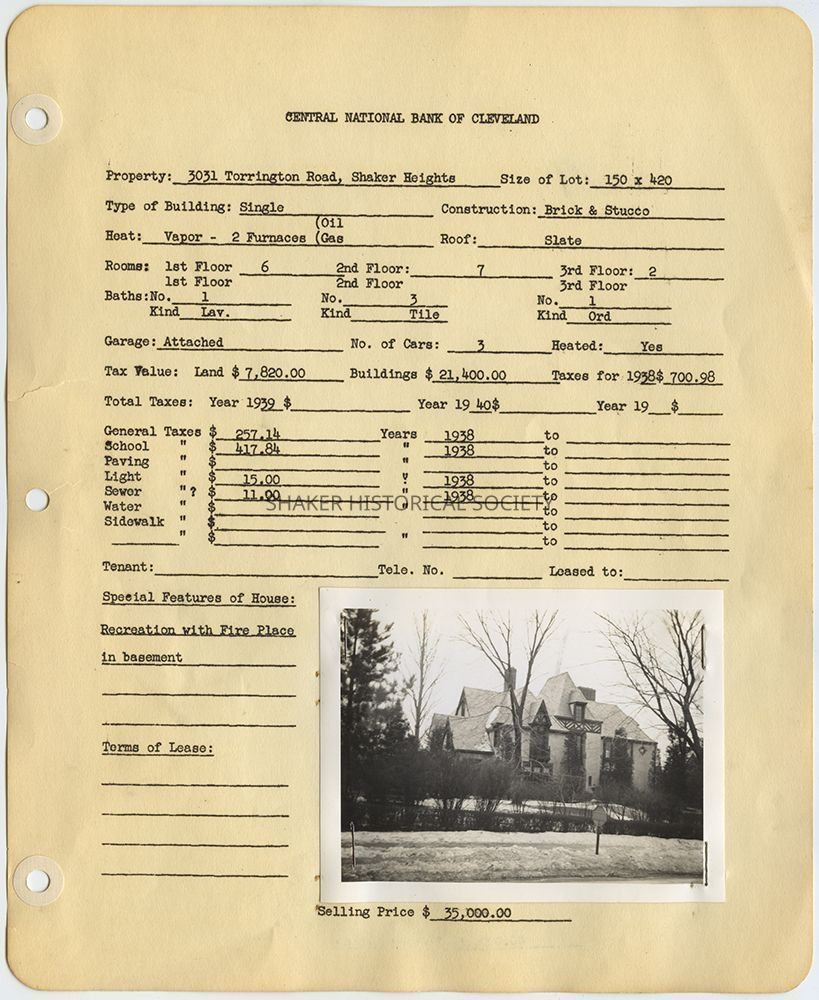 CENTRAL NATIONAL BANK OF CLEVELAND
Property: 3031 Torrington Road, Shaker Heights Size of Lot: 150 x 420
Type of Building: Single Construction: Brick & Stucco
(Oil
Heat: Vapor - 2 Furnaces (Gas Roof: Slate
Rooms: 1st Floor 6 2nd Floor: 7 3rd Floor: 2
1st Floor 2nd Floor 3rd Floor
Baths: No. 1 No. 3 No. 1
Kind Lav. Kind Tile Kind Ord
Garage: Attached No. of Cars: 3 Heated: Yes
Tax Value: Land $ 7,820.00 Buildings $ 21,400.00 Taxes for 1938$ 700.98
Total Taxes: Year 1939 $ Year 19 40$ Year 19 $
General Taxes $ 257.14 Years 1938 to
School " $ 417.84 " 1938 to
Paving " $ " to
Light " $ 15.00 " 1938 to
Sewer " ? $ 11.00 " 1938 to
SHAKER HISTORICAL SOCIETY
Water " $ " to
Sidewalk " $ to
" $ " to
Tenant: Tele. No. Leased to:
Special Features of House:
Recreation with Fire Place
in basement
Terms of Lease:
Selling Price $ 35,000.00